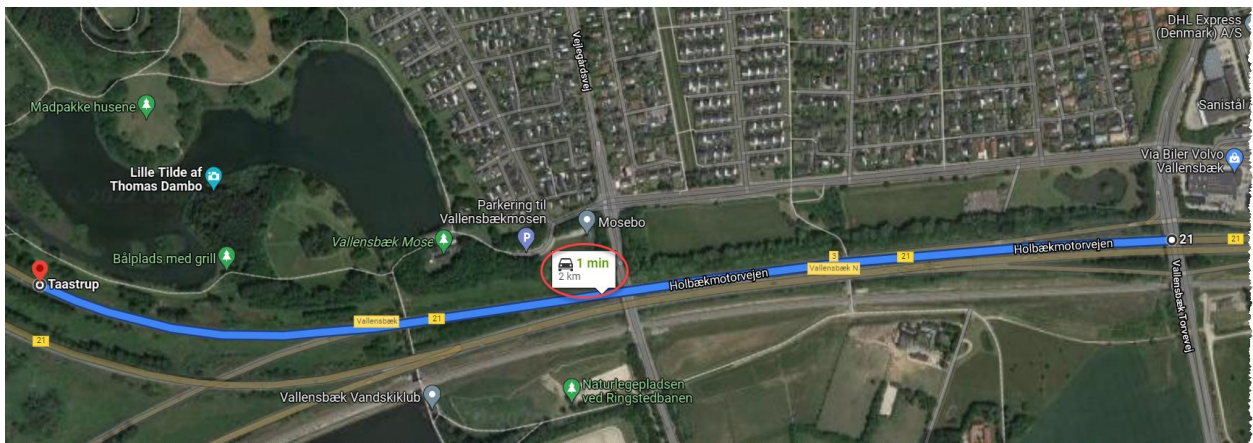 DHL Express
(Denmark) A/S
Vejlegårdsvej
Madpakke husene
Sanistål
Lille Tilde af
Thomas Dambo
Via Biler Volvo
Vallensbæk
Parkering til
Vallensbækmosen
P
Mosebo
Vallensbæk Mose
21
21
Holbækmotorvejen
Bålplads med grill
3
21
1 min
2 km
Vallensbæk N
Taastrup
Holbækmotorvejen
Vallensbæk
21
21
Vallensbæk Torvevej
Naturlegepladsen
ved Ringstedbanen
Vallensbæk Vandskiklub